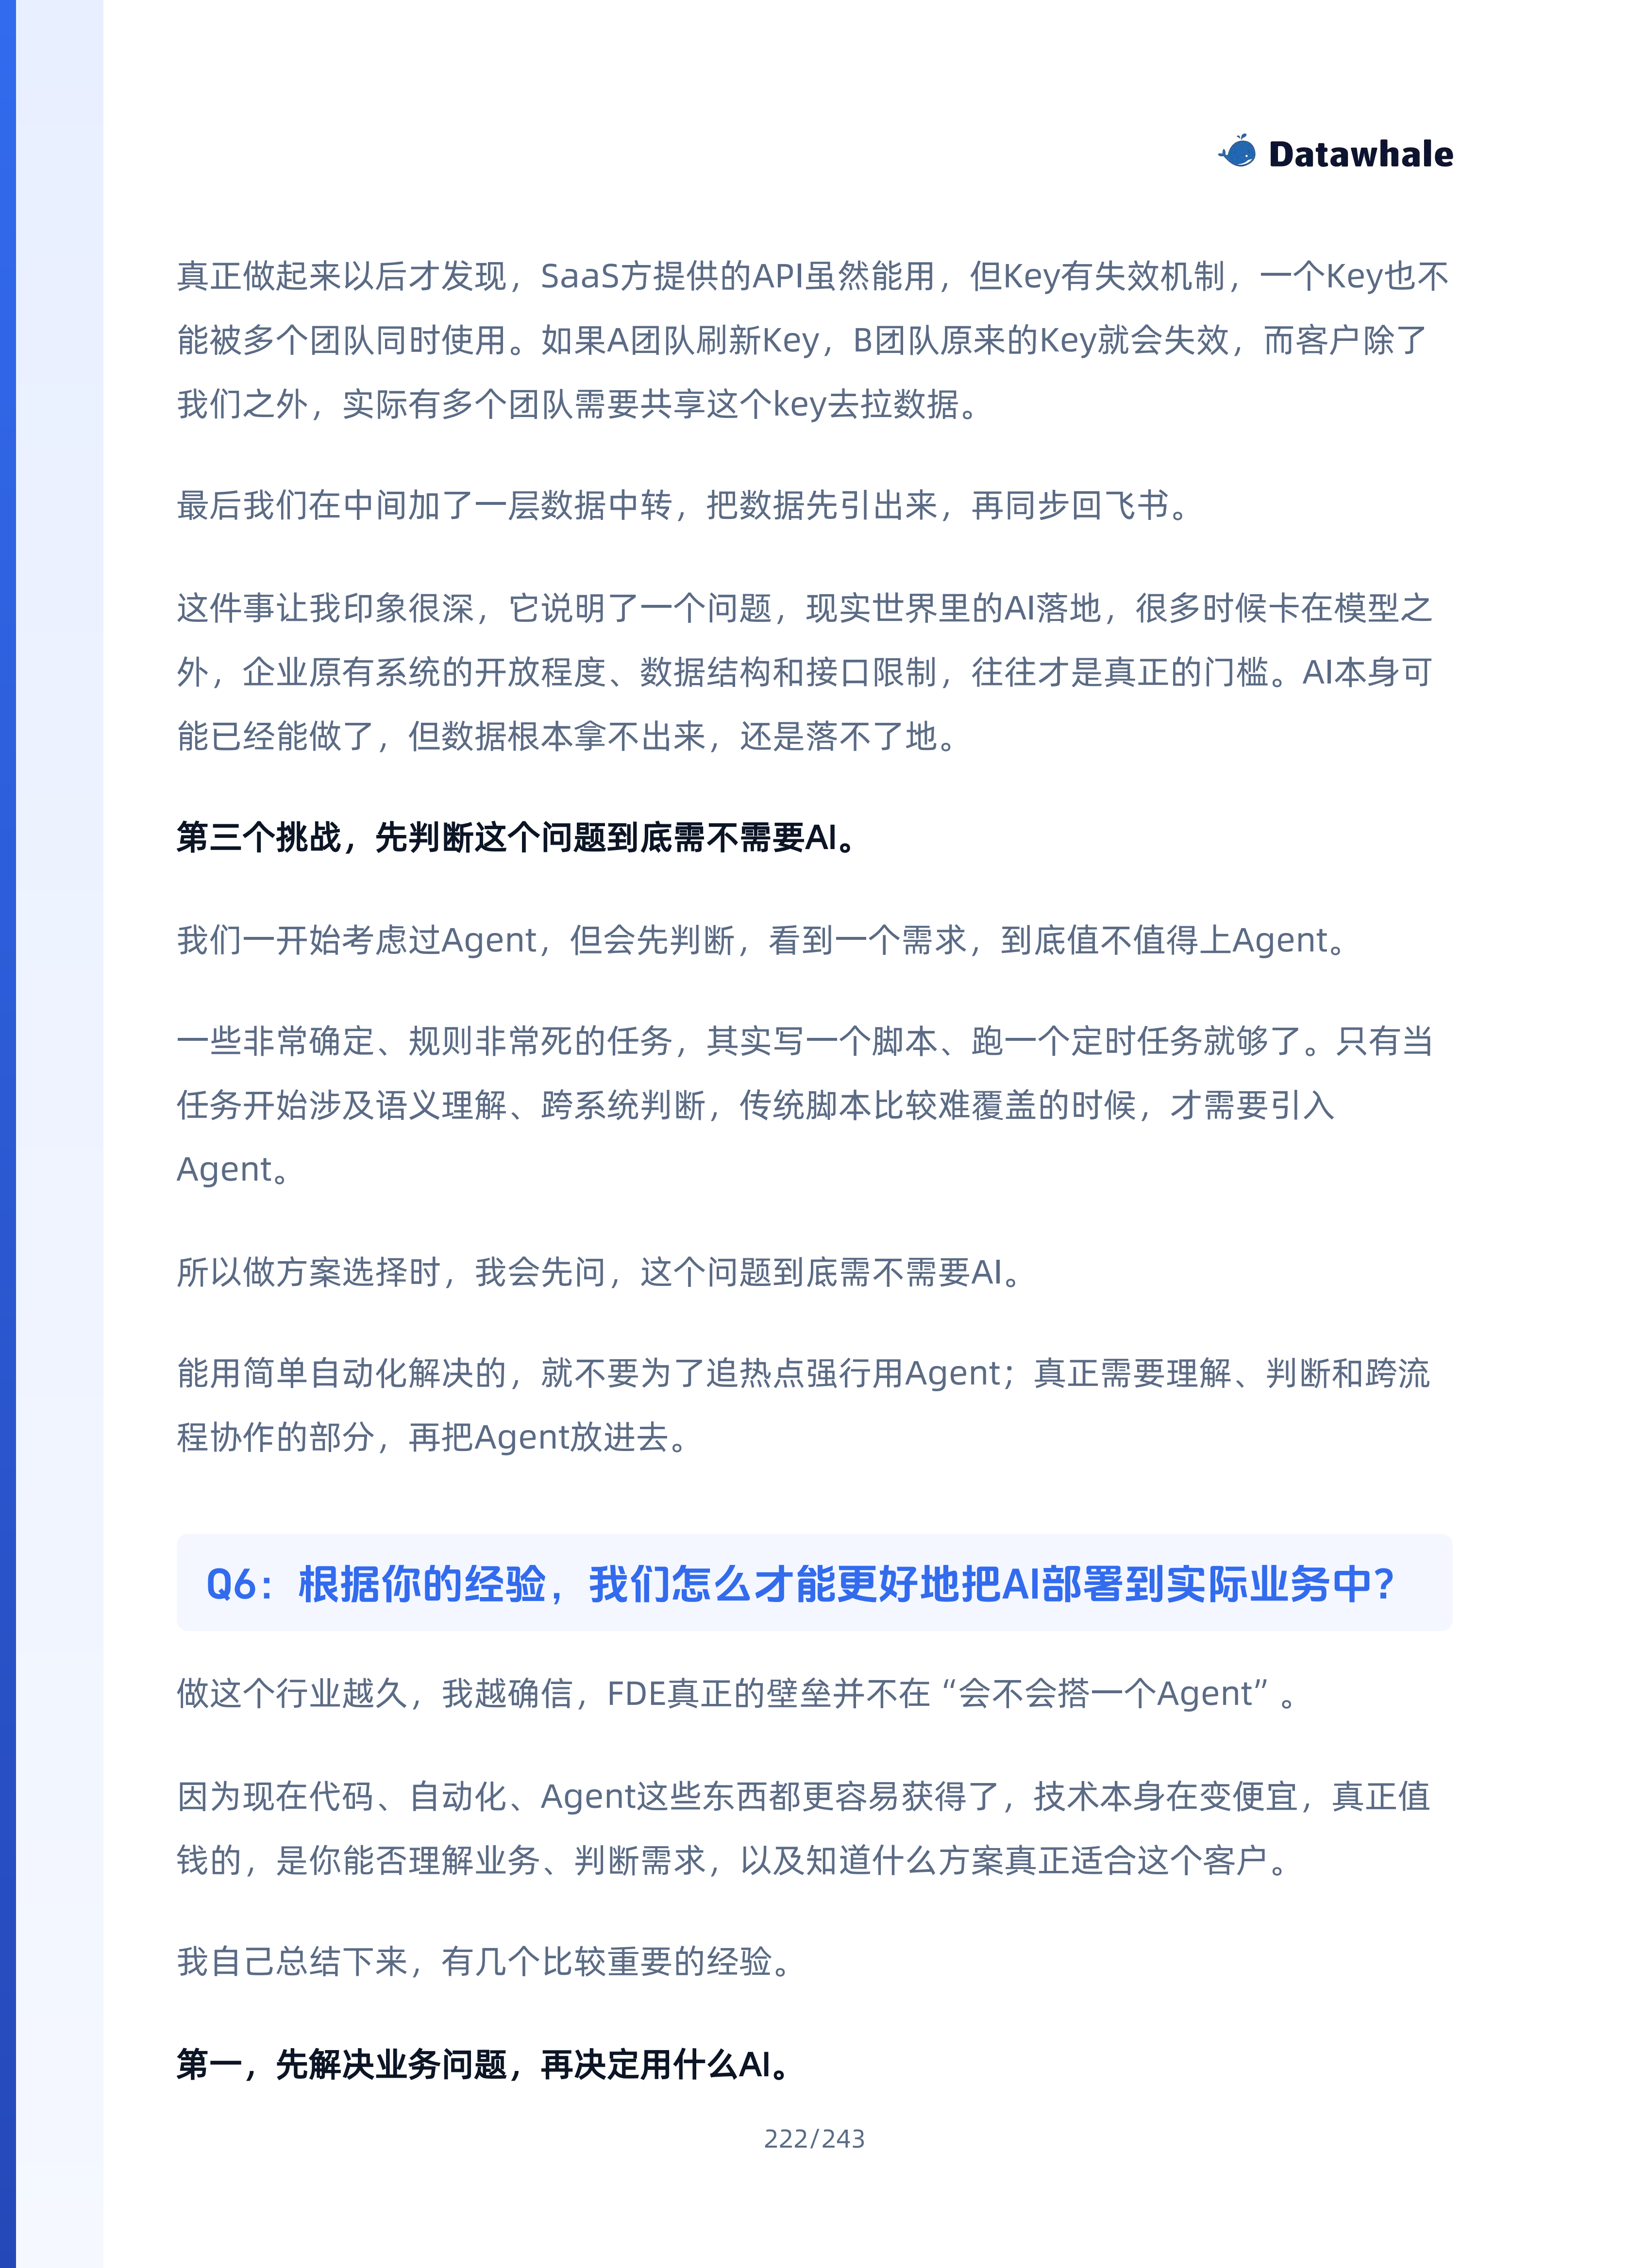 Datawhale
真正做起来以后才发现，SaaS方提供的API虽然能用，但Key有失效机制，一个Key也不
能被多个团队同时使用。如果A团队刷新Key，B团队原来的Key就会失效，而客户除了
我们之外，实际有多个团队需要共享这个key去拉数据。
最后我们在中间加了一层数据中转，把数据先引出来，再同步回飞书。
这件事让我印象很深，它说明了一个问题，现实世界里的AI落地，很多时候卡在模型之
外，企业原有系统的开放程度、数据结构和接口限制，往往才是真正的门槛。AI本身可
能已经能做了，但数据根本拿不出来，还是落不了地。
第三个挑战，先判断这个问题到底需不需要AI。
我们一开始考虑过Agent，但会先判断，看到一个需求，到底值不值得上Agent。
一些非常确定、规则非常死的任务，其实写一个脚本、跑一个定时任务就够了。只有当
任务开始涉及语义理解、跨系统判断，传统脚本比较难覆盖的时候，才需要引入
Agent。
所以做方案选择时，我会先问，这个问题到底需不需要AI。
能用简单自动化解决的，就不要为了追热点强行用Agent；真正需要理解、判断和跨流
程协作的部分，再把Agent放进去。
Q6：根据你的经验，我们怎么才能更好地把AI部署到实际业务中？
做这个行业越久，我越确信，FDE真正的壁垒并不在“会不会搭一个Agent”。
因为现在代码、自动化、Agent这些东西都更容易获得了，技术本身在变便宜，真正值
钱的，是你能否理解业务、判断需求，以及知道什么方案真正适合这个客户。
我自己总结下来，有几个比较重要的经验。
第一，先解决业务问题，再决定用什么AI。
222/243